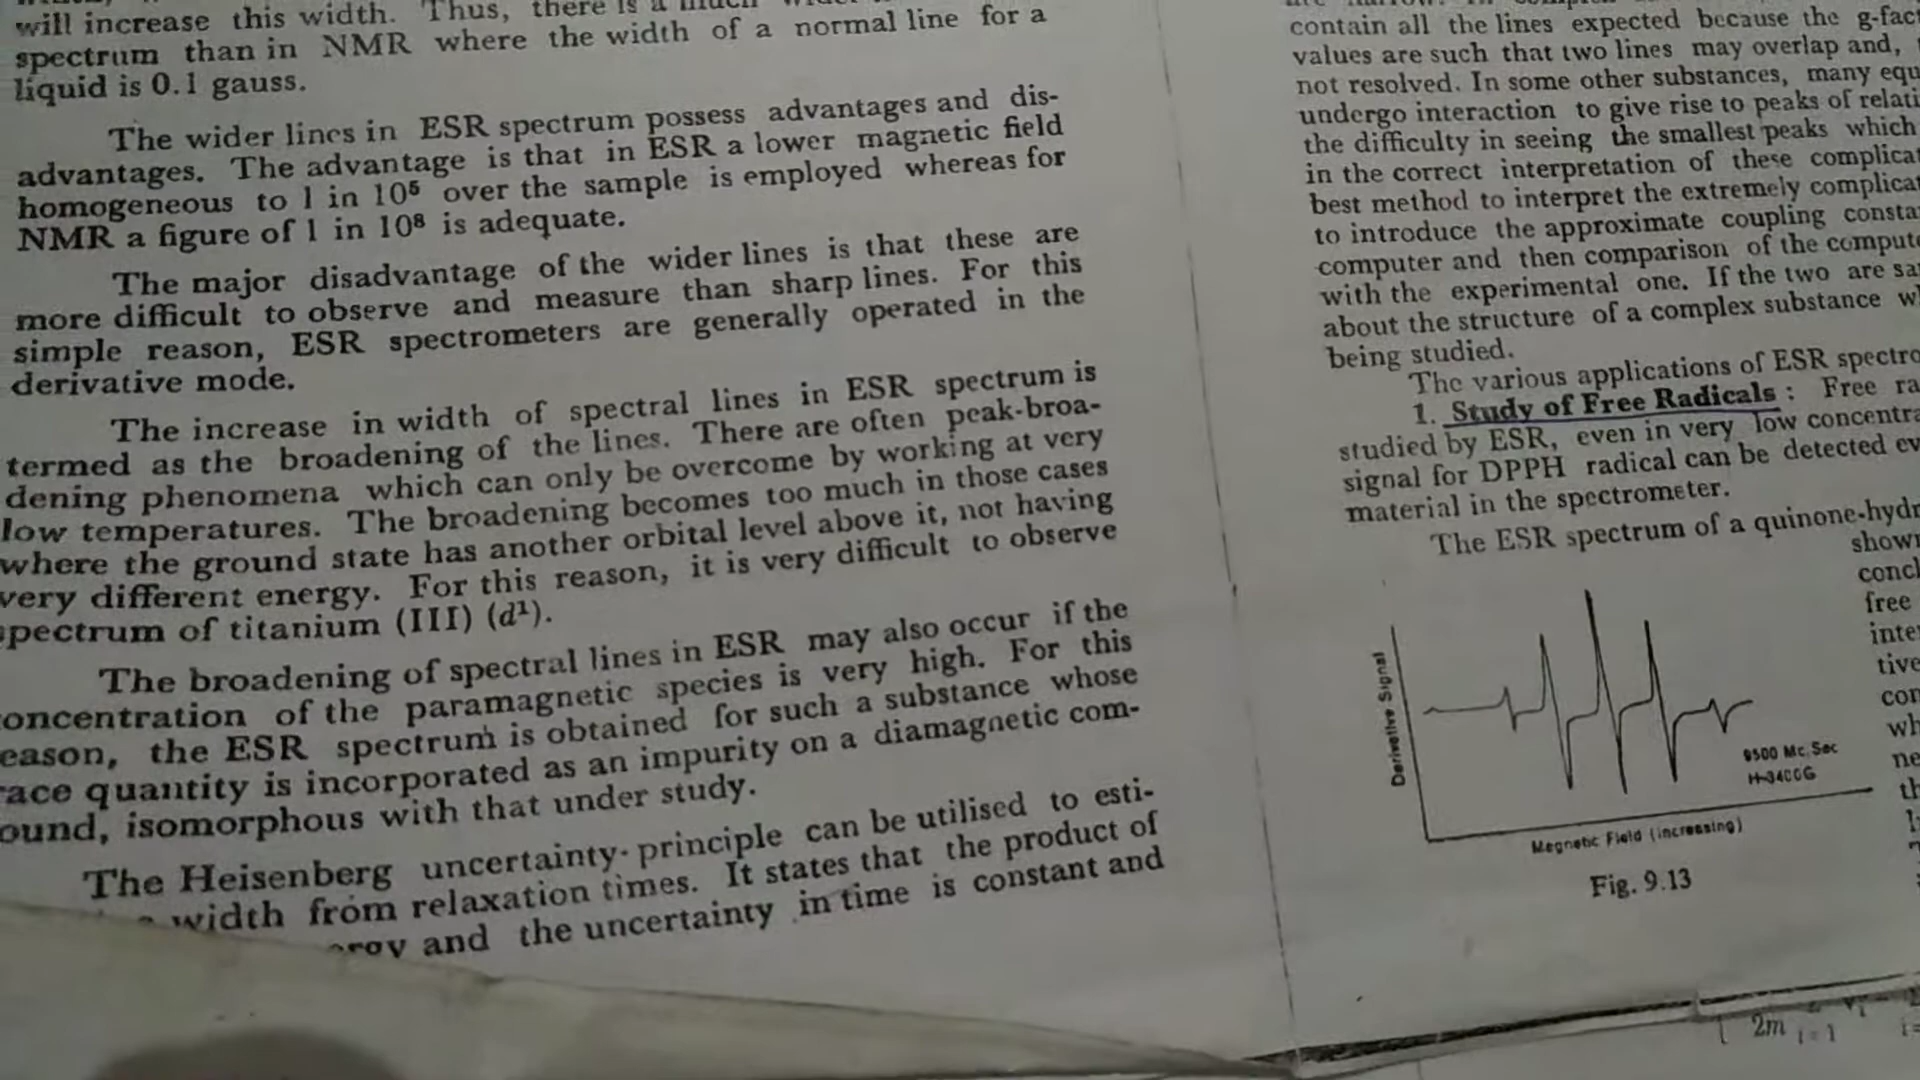 will increase this width. Thus, there is a much
spectrum than in NMR where the width of a normal line for a
liquid is 0.1 gauss.
The wider lines in ESR spectrum possess advantages and dis-
advantages. The advantage is that in ESR a lower magnetic field
homogeneous to 1 in 10⁵ over the sample is employed whereas for
NMR a figure of 1 in 10⁸ is adequate.
The major disadvantage of the wider lines is that these are
more difficult to observe and measure than sharp lines. For this
simple reason, ESR spectrometers are generally operated in the
derivative mode.
The increase in width of spectral lines in ESR spectrum is
termed as the broadening of the lines. There are often peak-broa-
dening phenomena which can only be overcome by working at very
low temperatures. The broadening becomes too much in those cases
where the ground state has another orbital level above it, not having
very different energy. For this reason, it is very difficult to observe
pectrum of titanium (III) (d¹).
The broadening of spectral lines in ESR may also occur if the
oncentration of the paramagnetic species is very high. For this
eason, the ESR spectrum is obtained for such a substance whose
ace quantity is incorporated as an impurity on a diamagnetic com-
ound, isomorphous with that under study.
The Heisenberg uncertainty-principle can be utilised to esti-
width from relaxation times. It states that the product of
and the uncertainty in time is constant and
contain all the lines expected because the g-fact
values are such that two lines may overlap and,
not resolved. In some other substances, many equ
undergo interaction to give rise to peaks of relati
the difficulty in seeing the smallest peaks which
in the correct interpretation of these complicat
best method to interpret the extremely complicat
to introduce the approximate coupling consta
computer and then comparison of the compute
with the experimental one. If the two are sa
about the structure of a complex substance w
being studied.
The various applications of ESR spectro
1. Study of Free Radicals : Free ra
studied by ESR, even in very low concentra
signal for DPPH radical can be detected ev
material in the spectrometer.
The ESR spectrum of a quinone-hydr
shown
concl
free
inte
tive
con
wh
ne
th
Derivative Signal
9500 Mc. Sec
H-3400G
Magnetic Field (increasing)
Fig. 9.13
2m i = 1